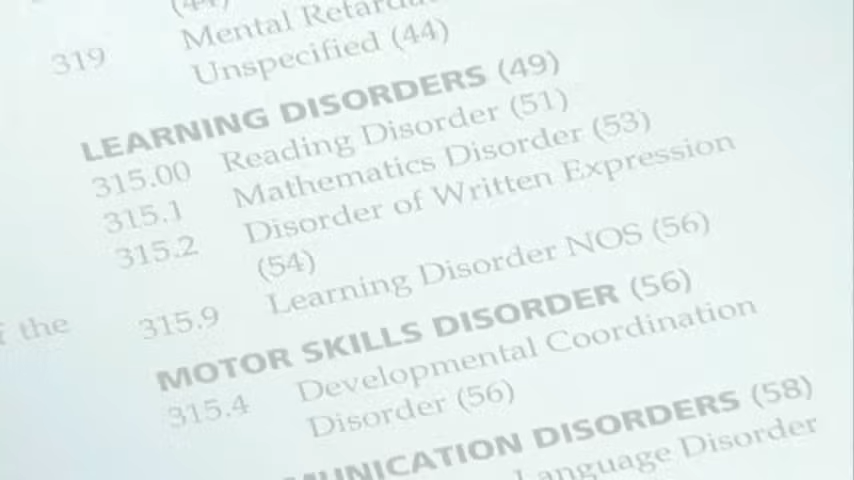 Mental
319 Unspecified (44)
LEARNING DISORDERS (49)
315.00 Reading Disorder (51)
315.1 Mathematics Disorder (53)
315.2 Disorder of Written Expression
(54)
315.9 Learning Disorder NOS (56)
the
MOTOR SKILLS DISORDER (56)
315.4 Developmental Coordination
Disorder (56)
DISORDERS (58)
Language Disorder